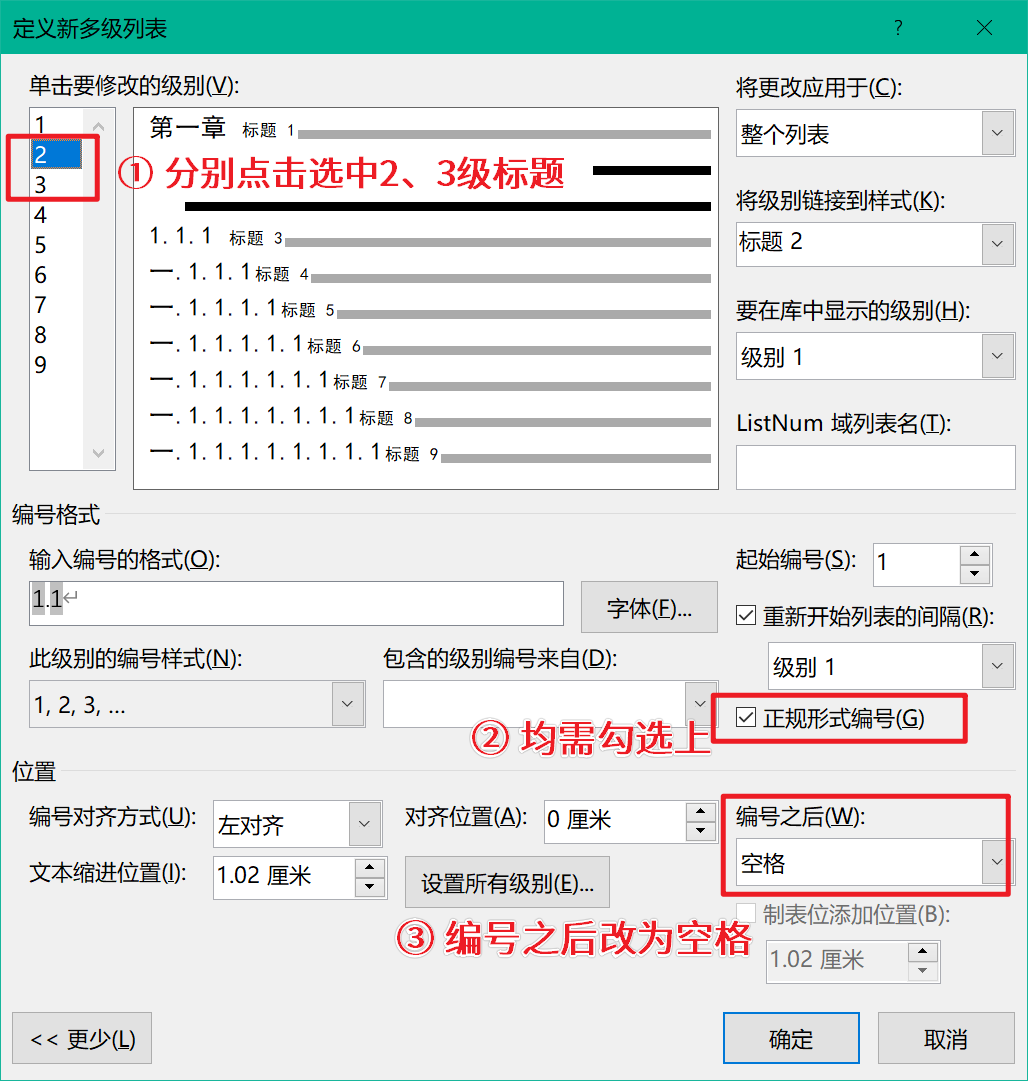 定义新多级列表
?
单击要修改的级别(V):
1
2
3
4
5
6
7
8
9
第一章 标题 1
① 分别点击选中2、3级标题
1.1.1 标题 3
一.1.1.1标题 4
一.1.1.1.1标题 5
一.1.1.1.1.1标题 6
一.1.1.1.1.1.1标题 7
一.1.1.1.1.1.1.1标题 8
一.1.1.1.1.1.1.1.1标题 9
将更改应用于(C):
整个列表
将级别链接到样式(K):
标题 2
要在库中显示的级别(H):
级别 1
ListNum 域列表名(T):
编号格式
输入编号的格式(O):
1.1↵
字体(F)...
起始编号(S): 1
重新开始列表的间隔(R):
级别 1
此级别的编号样式(N):
1, 2, 3, ...
包含的级别编号来自(D):
正规形式编号(G)
② 均需勾选上
位置
编号对齐方式(U): 左对齐
对齐位置(A): 0 厘米
文本缩进位置(I): 1.02 厘米
设置所有级别(E)...
编号之后(W):
空格
③ 编号之后改为空格
制表位添加位置(B):
1.02 厘米
<< 更少(L)
确定
取消